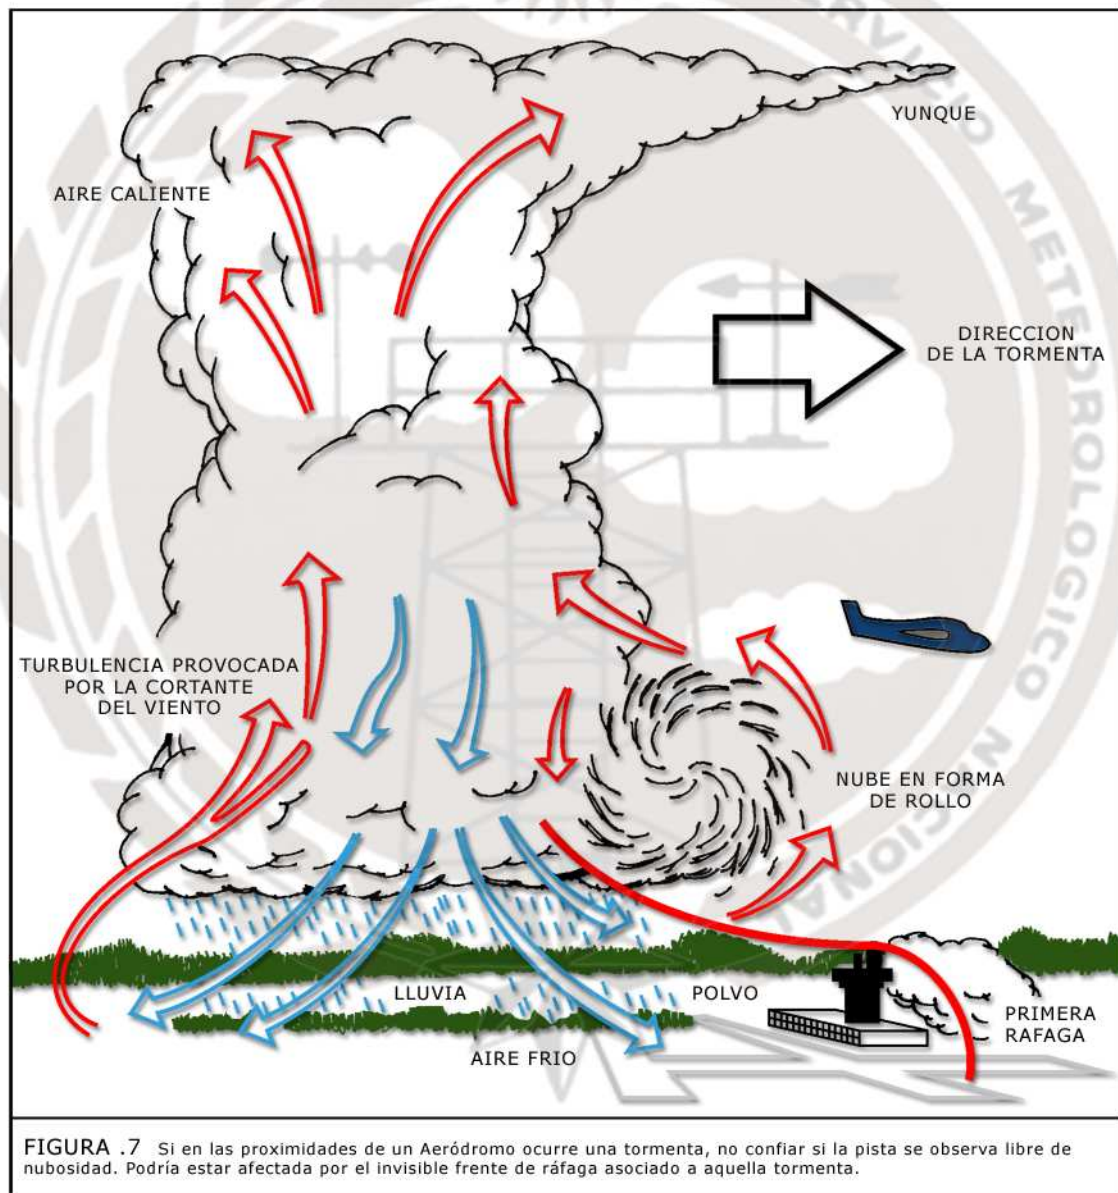 YUNQUE
AIRE CALIENTE
DIRECCION
DE LA TORMENTA
TURBULENCIA PROVOCADA
POR LA CORTANTE
DEL VIENTO
NUBE EN FORMA
DE ROLLO
LLUVIA
POLVO
PRIMERA
RAFAGA
AIRE FRIO
FIGURA .7 Si en las proximidades de un Aeródromo ocurre una tormenta, no confiar si la pista se observa libre de
nubosidad. Podría estar afectada por el invisible frente de ráfaga asociado a aquella tormenta.
SERVICIO METEOROLOGICO NACIONAL